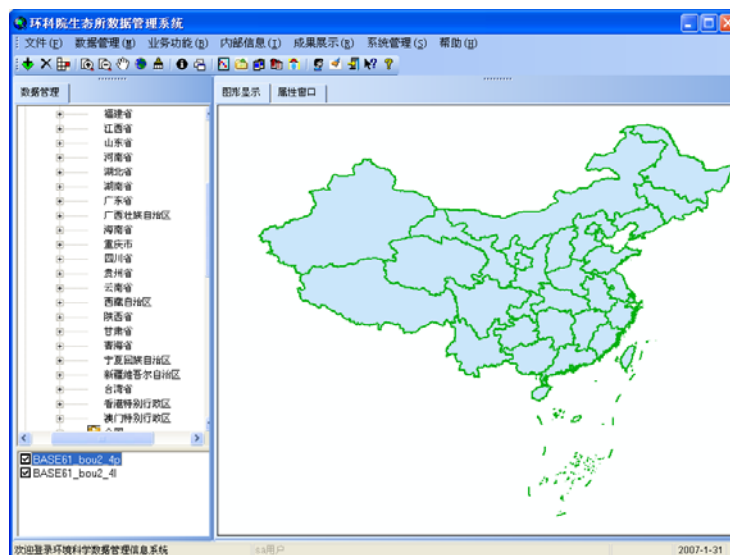 环科院生态所数据管理系统
文件(F) 数据管理(M) 业务功能(B) 内部信息(I) 成果展示(R) 系统管理(S) 帮助(H)
数据管理
图形显示 属性窗口
福建省
江西省
山东省
河南省
湖北省
湖南省
广东省
广西壮族自治区
海南省
重庆市
四川省
贵州省
云南省
西藏自治区
陕西省
甘肃省
青海省
宁夏回族自治区
新疆维吾尔自治区
台湾省
香港特别行政区
澳门特别行政区
全国
BASE61_bou2_4p
BASE61_bou2_4l
欢迎登录环境科学数据管理信息系统 sa用户 2007-1-31